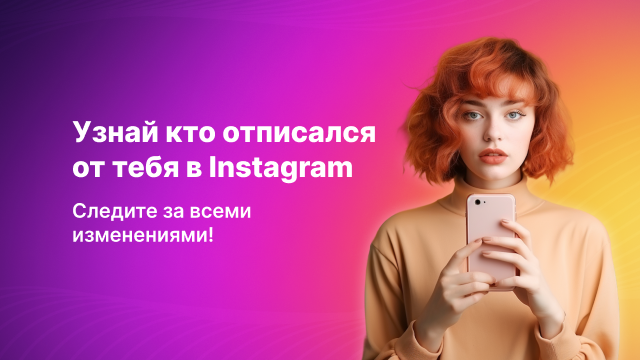 Узнай кто отписался
от тебя в Instagram
Следите за всеми
изменениями!